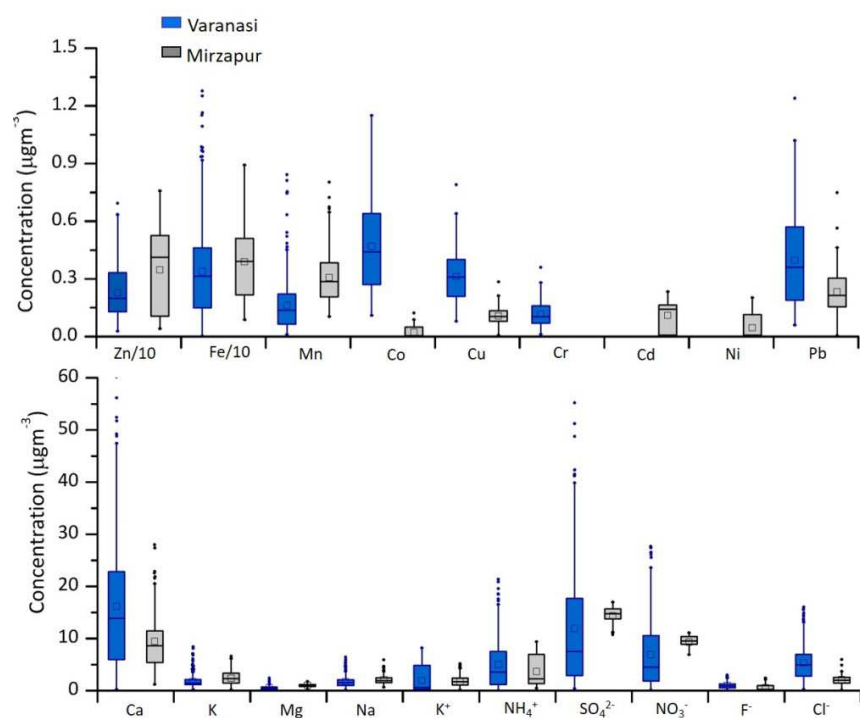 Varanasi
Mirzapur
Concentration (μgm⁻³)
1.5
1.2
0.9
0.6
0.3
0.0
Zn/10 Fe/10 Mn Co Cu Cr Cd Ni Pb
Concentration (μgm⁻³)
60
50
40
30
20
10
0
Ca K Mg Na K⁺ NH₄⁺ SO₄²⁻ NO₃⁻ F⁻ Cl⁻